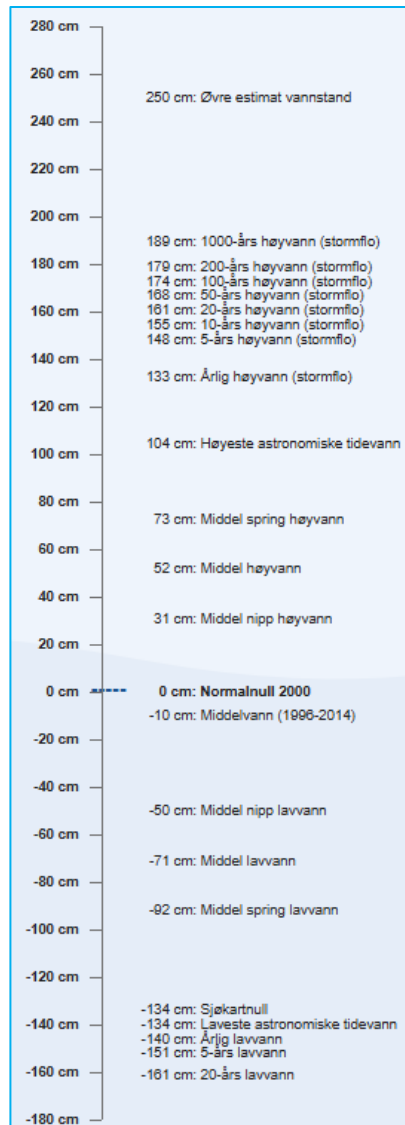 280 cm
260 cm
250 cm: Øvre estimat vannstand
240 cm
220 cm
200 cm
189 cm: 1000-års høyvann (stormflo)
180 cm
179 cm: 200-års høyvann (stormflo)
174 cm: 100-års høyvann (stormflo)
168 cm: 50-års høyvann (stormflo)
160 cm
161 cm: 20-års høyvann (stormflo)
155 cm: 10-års høyvann (stormflo)
148 cm: 5-års høyvann (stormflo)
140 cm
133 cm: Årlig høyvann (stormflo)
120 cm
104 cm: Høyeste astronomiske tidevann
100 cm
80 cm
73 cm: Middel spring høyvann
60 cm
52 cm: Middel høyvann
40 cm
31 cm: Middel nipp høyvann
20 cm
0 cm
0 cm: Normalnull 2000
-10 cm: Middelvann (1996-2014)
-20 cm
-40 cm
-50 cm: Middel nipp lavvann
-60 cm
-71 cm: Middel lavvann
-80 cm
-92 cm: Middel spring lavvann
-100 cm
-120 cm
-134 cm: Sjøkartnull
-140 cm
-134 cm: Laveste astronomiske tidevann
-140 cm: Årlig lavvann
-151 cm: 5-års lavvann
-160 cm
-161 cm: 20-års lavvann
-180 cm